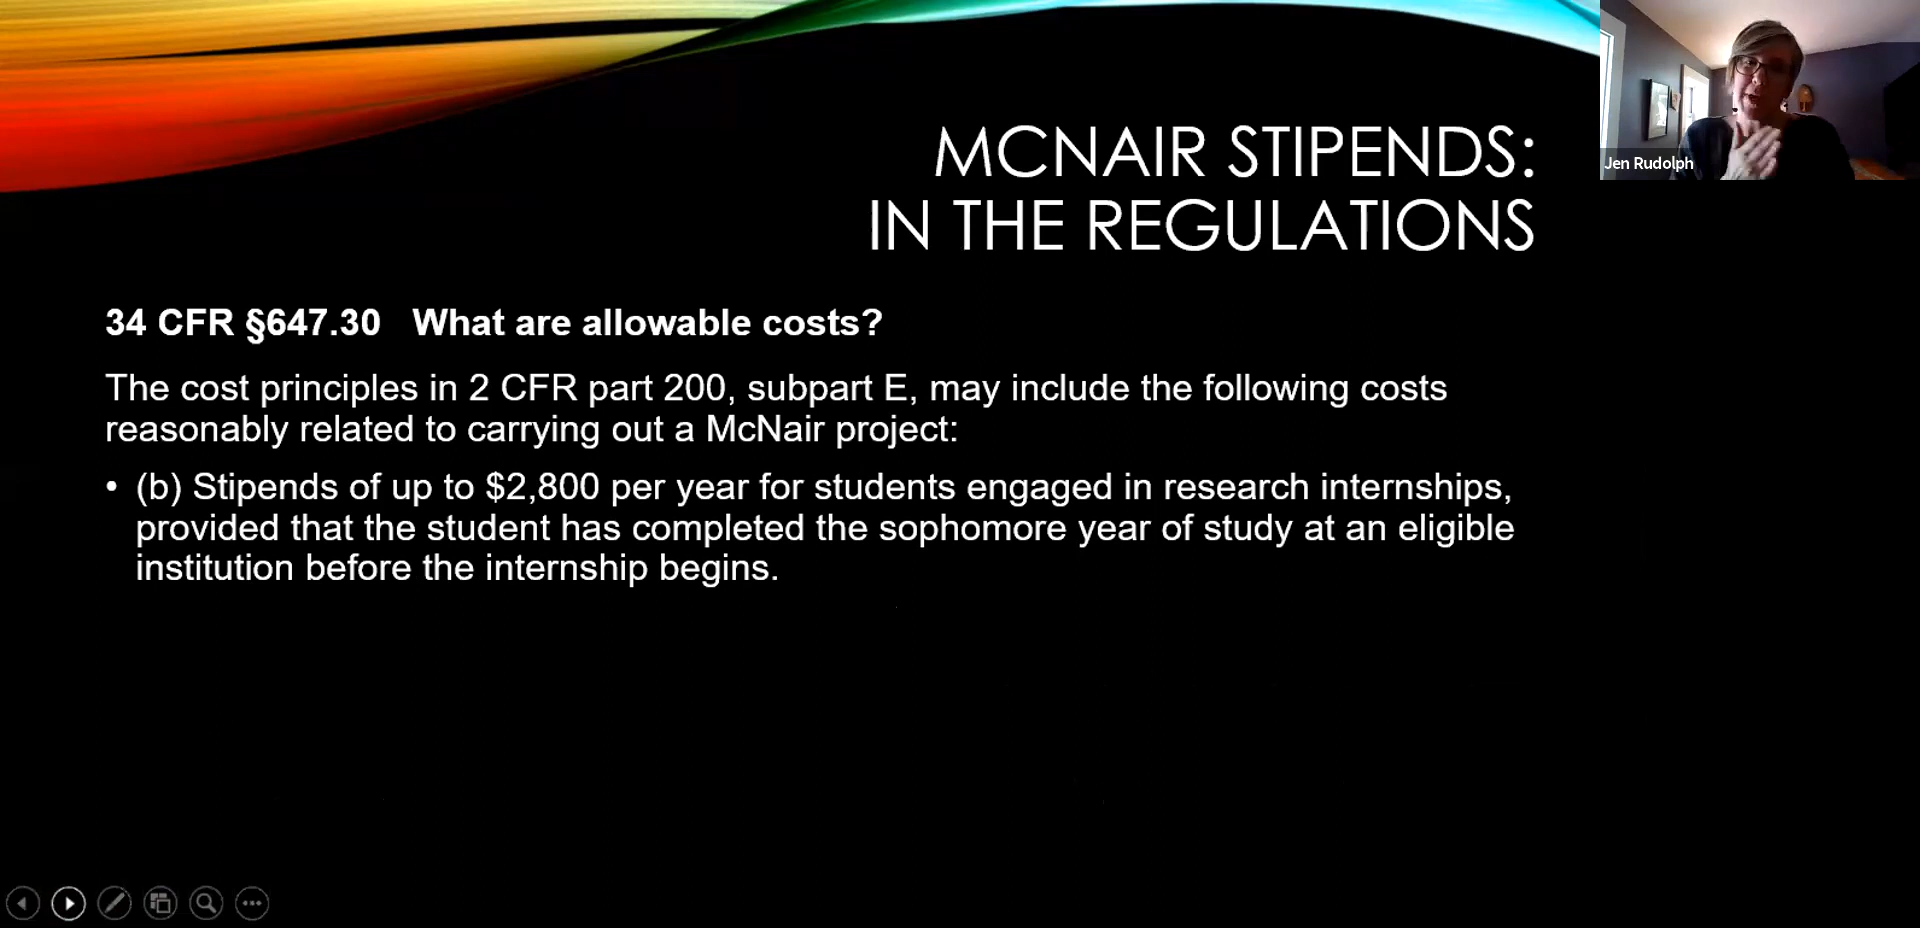 MCNAIR STIPENDS:
IN THE REGULATIONS
Jen Rudolph
34 CFR §647.30   What are allowable costs?
The cost principles in 2 CFR part 200, subpart E, may include the following costs
reasonably related to carrying out a McNair project:
• (b) Stipends of up to $2,800 per year for students engaged in research internships,
provided that the student has completed the sophomore year of study at an eligible
institution before the internship begins.